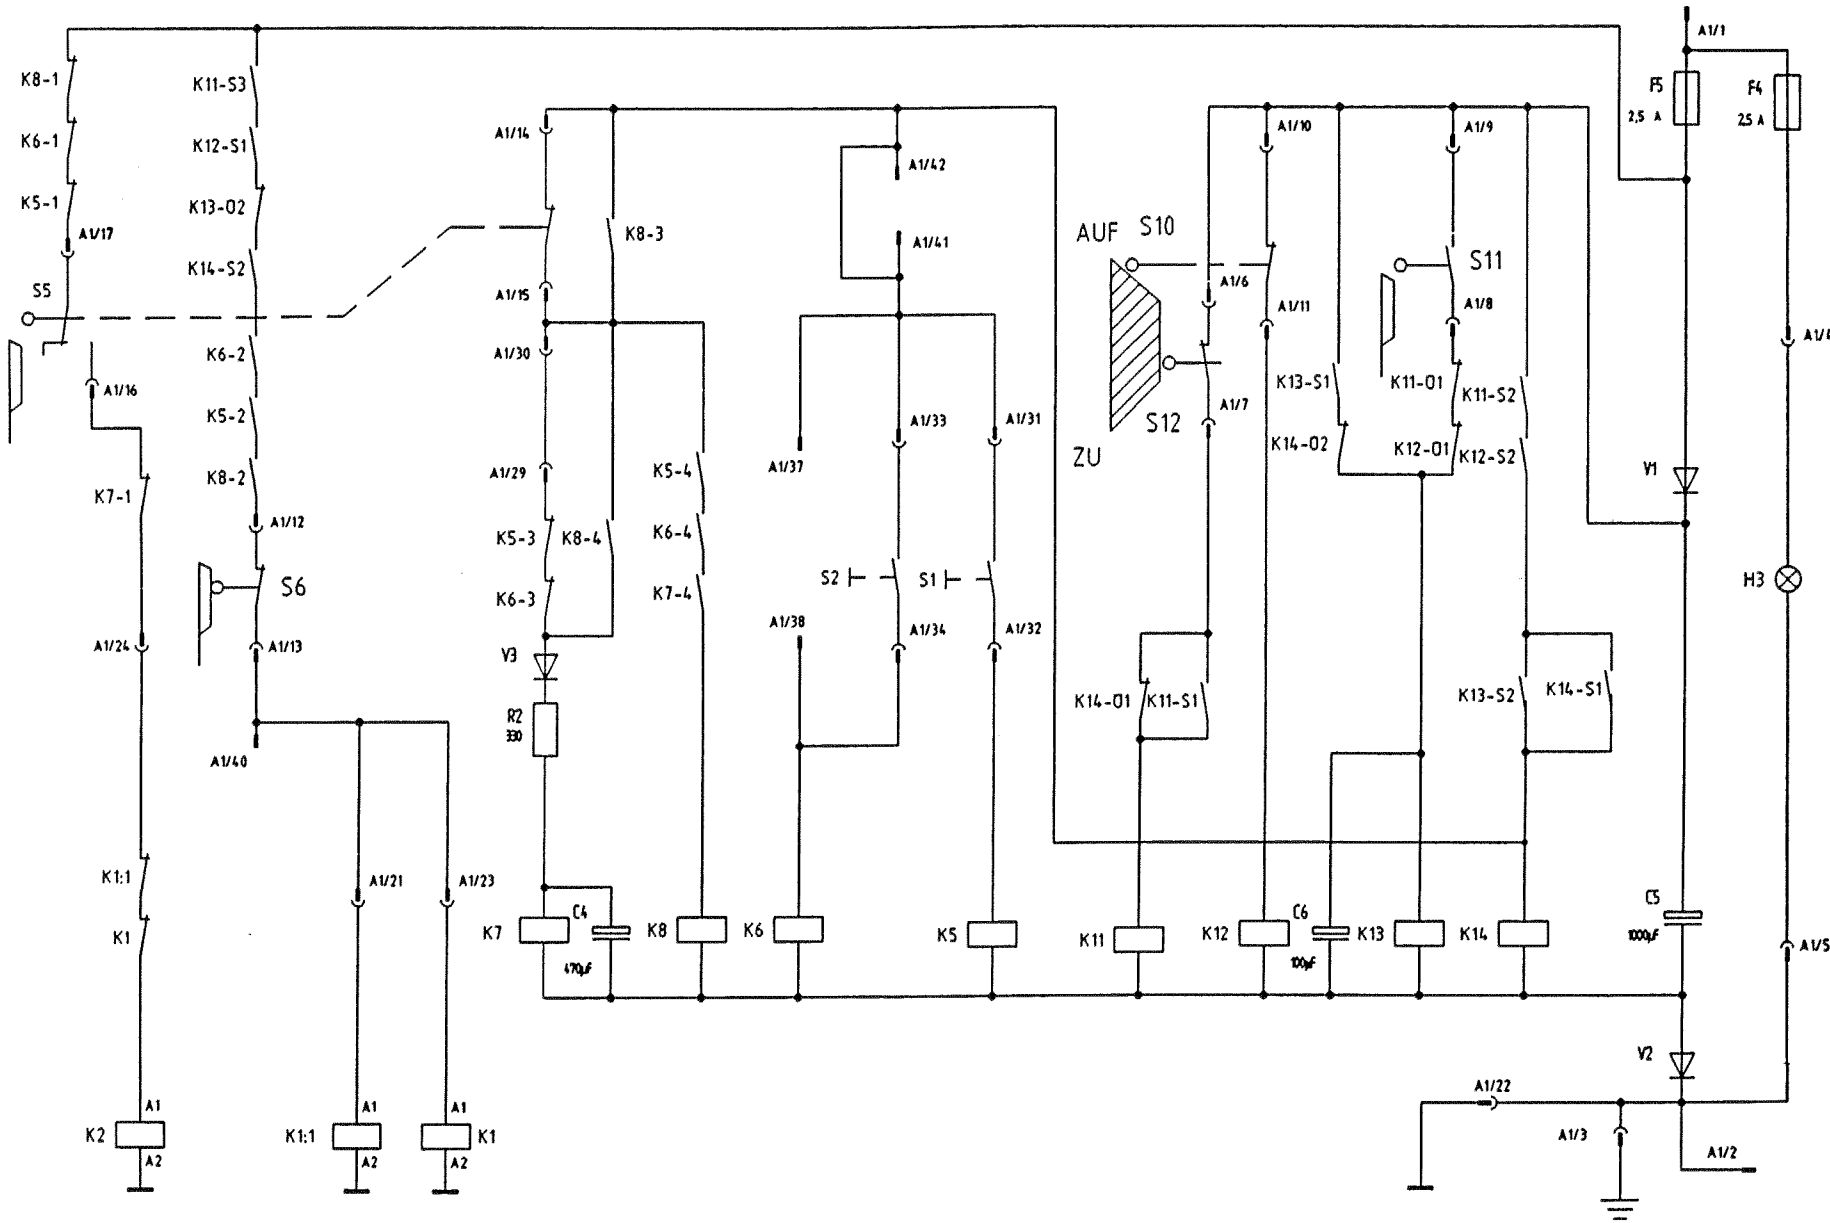 A1/1
K8-1
K11-S3
F5
2,5 A
F4
25 A
A1/14
A1/10
A1/9
K6-1
K12-S1
A1/42
K5-1
K13-02
A1/17
K8-3
A1/41
AUF
S10
S11
K14-S2
S5
A1/15
A1/6
A1/11
A1/8
A1/4
K6-2
A1/30
A1/16
K5-2
K13-S1
K11-01
K11-S2
A1/7
S12
A1/33
A1/31
K14-02
K12-01
K12-S2
ZU
A1/37
K7-1
K8-2
A1/29
K5-4
V1
A1/12
K5-3
K8-4
K6-4
S6
K6-3
K7-4
S2
S1
H3
A1/38
A1/34
A1/32
A1/24
A1/13
V3
K14-01
K11-S1
K13-S2
K14-S1
R2
330
A1/40
K1:1
A1/21
A1/23
K1
K7
C4
470µF
K8
K6
K5
K11
K12
C6
100µF
K13
K14
C5
1000µF
A1/5
V2
A1/22
A1
A1
A1
K2
K1:1
K1
A2
A2
A2
A1/3
A1/2